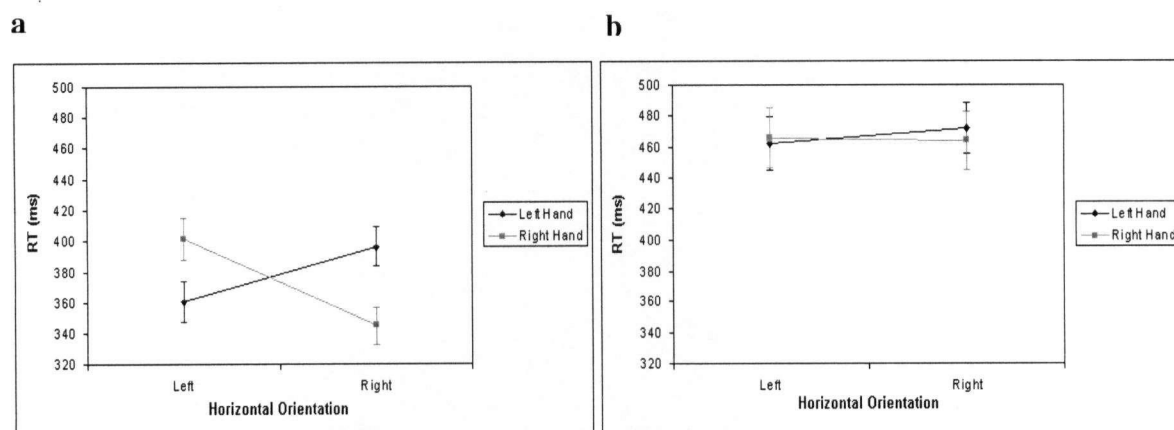 a
b
500
480
460
440
420
400
380
360
340
320
RT (ms)
Left
Right
Horizontal Orientation
Left Hand
Right Hand
500
480
460
440
420
400
380
360
340
320
RT (ms)
Left
Right
Horizontal Orientation
Left Hand
Right Hand